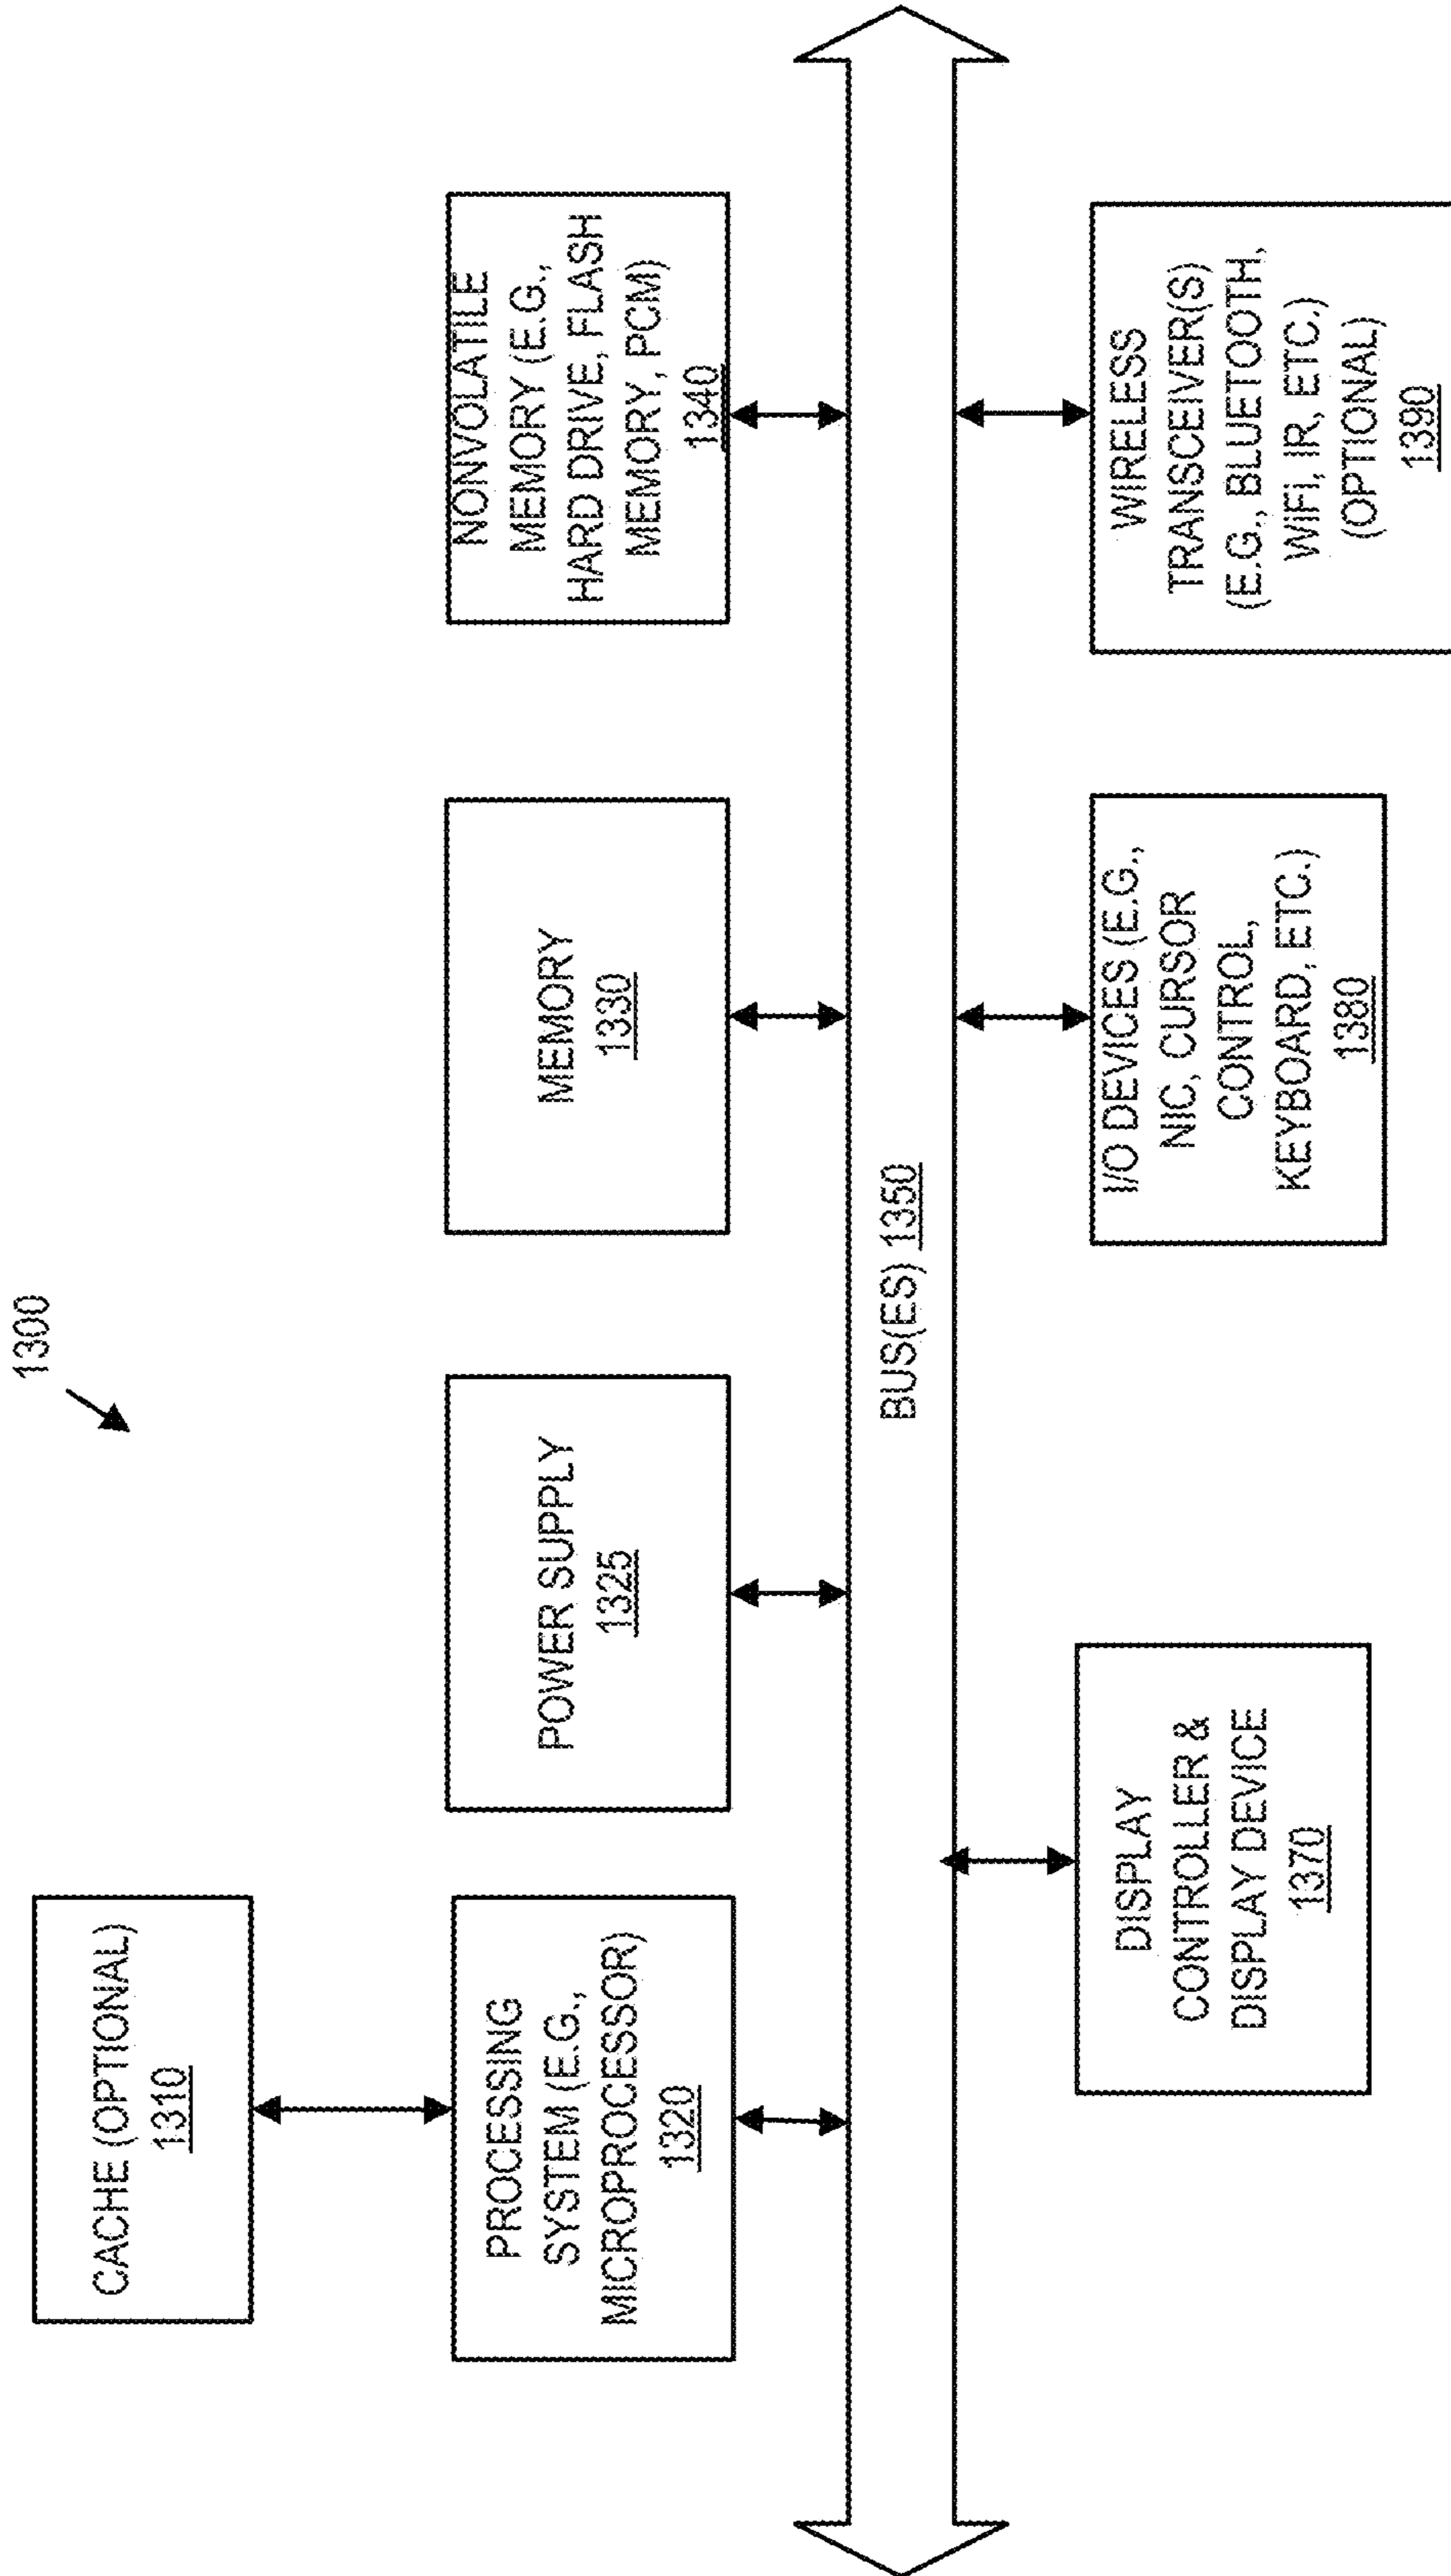 1300
CACHE (OPTIONAL)
1310
PROCESSING
SYSTEM (E.G.,
MICROPROCESSOR)
1320
POWER SUPPLY
1325
MEMORY
1330
NONVOLATILE
MEMORY (E.G.,
HARD DRIVE, FLASH
MEMORY, PCM)
1340
BUS(ES) 1350
DISPLAY
CONTROLLER &
DISPLAY DEVICE
1370
I/O DEVICES (E.G.,
NIC, CURSOR
CONTROL,
KEYBOARD, ETC.)
1380
WIRELESS
TRANSCEIVER(S)
(E.G., BLUETOOTH,
WIFI, IR, ETC.)
(OPTIONAL)
1390